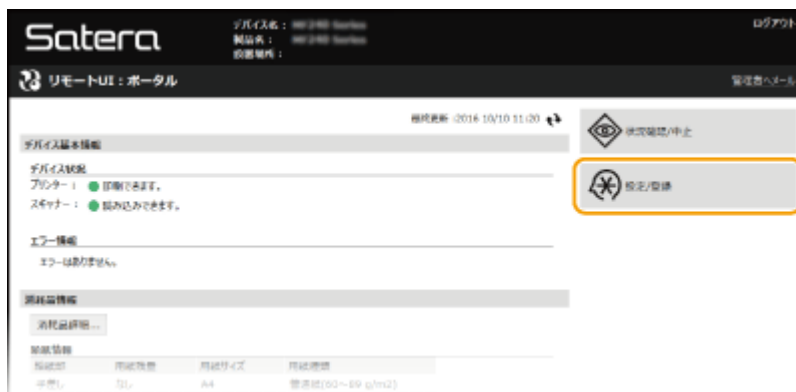 Satera
デバイス名:
製品名:
設置場所:
ログアウト
リモートUI:ポータル
管理者へメール
最終更新 :2016 10/10 11:20
デバイス基本情報
デバイス状況
プリンター: 印刷できます。
スキャナー: 読み込みできます。
エラー情報
エラーはありません。
消耗品情報
消耗品詳細...
給紙情報
給紙部 用紙残量 用紙サイズ 用紙種類
手差し なし A4 普通紙(60～89 g/m2)
状況確認/中止
設定/登録